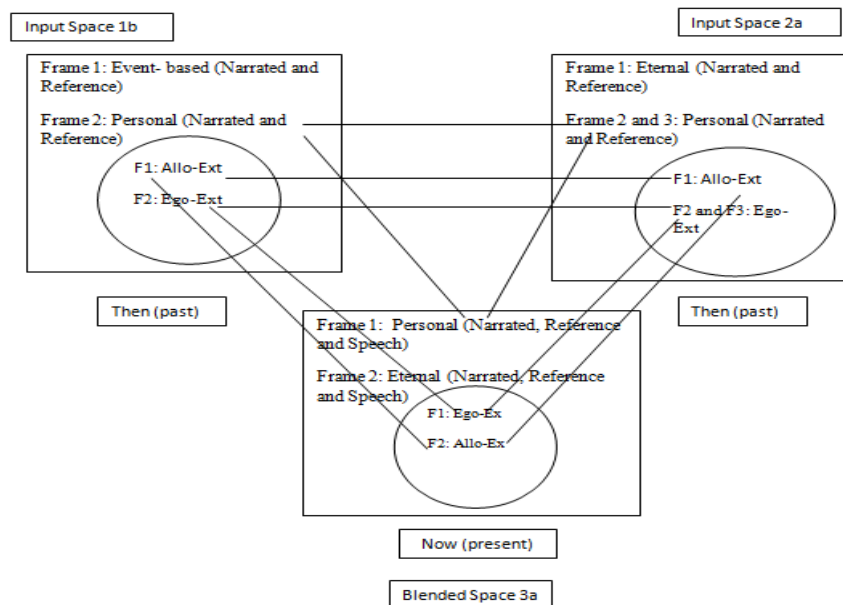 Input Space 1b
Input Space 2a
Frame 1: Event- based (Narrated and
Reference)
Frame 2: Personal (Narrated and
Reference)
F1: Allo-Ext
F2: Ego-Ext
Frame 1: Eternal (Narrated and
Reference)
Frame 2 and 3: Personal (Narrated
and Reference)
F1: Allo-Ext
F2 and F3: Ego-
Ext
Then (past)
Then (past)
Frame 1: Personal (Narrated, Reference
and Speech)
Frame 2: Eternal (Narrated, Reference
and Speech)
F1: Ego-Ex
F2: Allo-Ex
Now (present)
Blended Space 3a